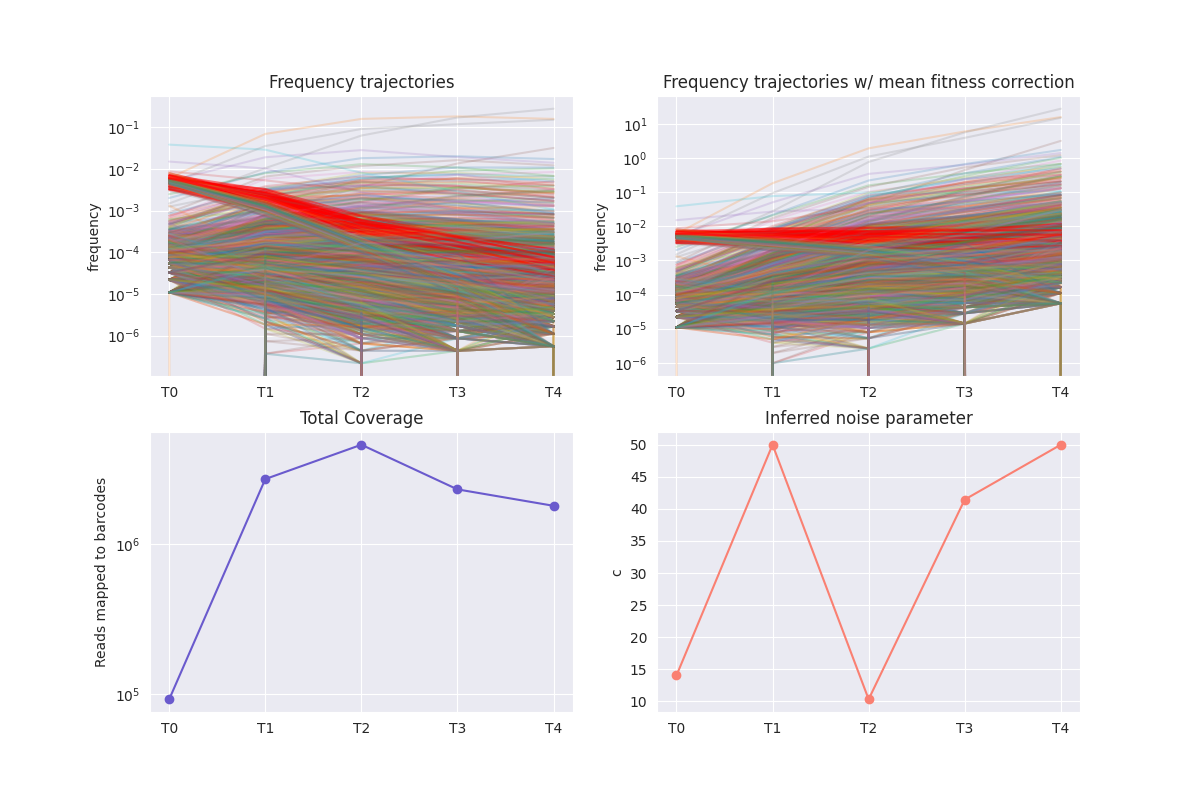 Frequency trajectories
frequency
10⁻¹
10⁻²
10⁻³
10⁻⁴
10⁻⁵
10⁻⁶
T0 T1 T2 T3 T4
Frequency trajectories w/ mean fitness correction
frequency
10¹
10⁰
10⁻¹
10⁻²
10⁻³
10⁻⁴
10⁻⁵
10⁻⁶
T0 T1 T2 T3 T4
Total Coverage
Reads mapped to barcodes
10⁶
10⁵
T0 T1 T2 T3 T4
Inferred noise parameter
c
50
45
40
35
30
25
20
15
10
T0 T1 T2 T3 T4